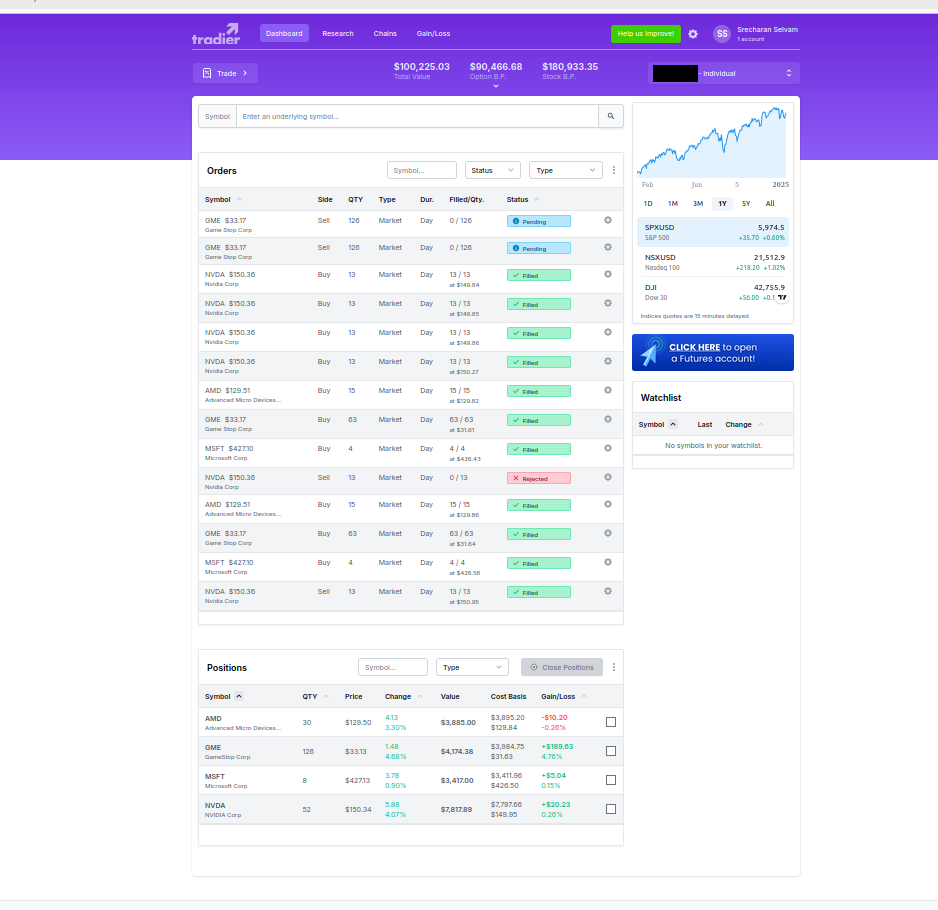 tradier
Dashboard Research Chains Gain/Loss
Help us improve!
SS
Srecharan Selvam
1 account
Trade
$100,225.03 $90,466.68 $180,933.35
Total Value Option B.P. Stock B.P.
- Individual
Symbol Enter an underlying symbol...
Orders Symbol... Status Type
Symbol Side QTY Type Dur. Filled/Qty. Status
GME $33.17 Sell 126 Market Day 0 / 126 Pending
Game Stop Corp
GME $33.17 Sell 126 Market Day 0 / 126 Pending
Game Stop Corp
NVDA $150.36 Buy 13 Market Day 13 / 13 Filled
Nvidia Corp at $149.84
NVDA $150.36 Buy 13 Market Day 13 / 13 Filled
Nvidia Corp at $149.85
NVDA $150.36 Buy 13 Market Day 13 / 13 Filled
Nvidia Corp at $149.86
NVDA $150.36 Buy 13 Market Day 13 / 13 Filled
Nvidia Corp at $150.27
AMD $129.51 Buy 15 Market Day 15 / 15 Filled
Advanced Micro Devices... at $129.82
GME $33.17 Buy 63 Market Day 63 / 63 Filled
Game Stop Corp at $31.61
MSFT $427.10 Buy 4 Market Day 4 / 4 Filled
Microsoft Corp at $426.43
NVDA $150.36 Sell 13 Market Day 0 / 13 Rejected
Nvidia Corp
AMD $129.51 Buy 15 Market Day 15 / 15 Filled
Advanced Micro Devices... at $129.86
GME $33.17 Buy 63 Market Day 63 / 63 Filled
Game Stop Corp at $31.64
MSFT $427.10 Buy 4 Market Day 4 / 4 Filled
Microsoft Corp at $426.56
NVDA $150.36 Sell 13 Market Day 13 / 13 Filled
Nvidia Corp at $150.95
Positions Symbol... Type Close Positions
Symbol QTY Price Change Value Cost Basis Gain/Loss
AMD 30 $129.50 4.13 $3,885.00 $3,895.20 -$10.20
Advanced Micro Devices... 3.30% $129.84 -0.26%
GME 126 $33.13 1.48 $4,174.38 $3,984.75 +$189.63
GameStop Corp 4.68% $31.63 4.76%
MSFT 8 $427.13 3.78 $3,417.00 $3,411.96 +$5.04
Microsoft Corp 0.90% $426.50 0.15%
NVDA 52 $150.34 5.88 $7,817.89 $7,797.66 +$20.23
NVIDIA Corp 4.07% $149.95 0.26%
Feb Jun 5 2025
1D 1M 3M 1Y 5Y All
SPXUSD 5,974.5
S&P 500 +35.70 +0.60%
NSXUSD 21,512.9
Nasdaq 100 +218.20 +1.02%
DJI 42,755.9
Dow 30 +56.00 +0.1
Indices quotes are 15 minutes delayed
CLICK HERE to open
a Futures account!
Watchlist
Symbol Last Change
No symbols in your watchlist.